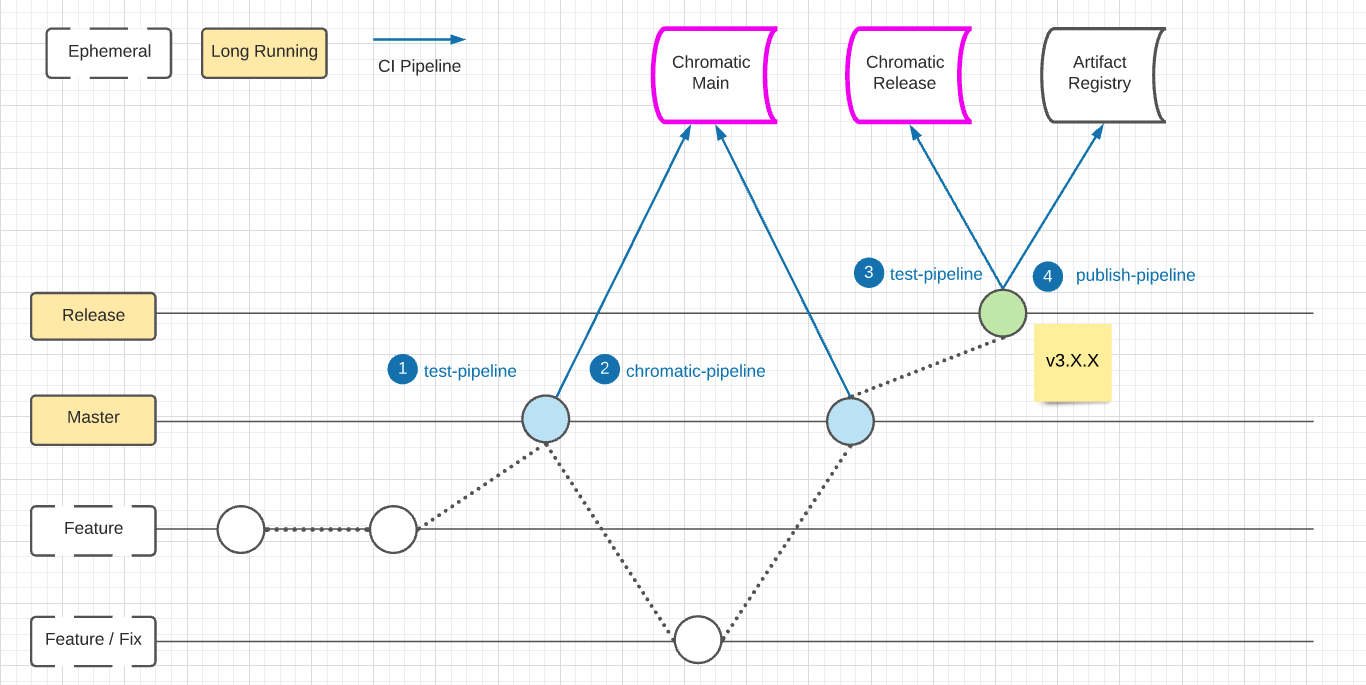 Ephemeral
Long Running
CI Pipeline
Chromatic
Main
Chromatic
Release
Artifact
Registry
3 test-pipeline
4 publish-pipeline
Release
v3.X.X
1 test-pipeline
2 chromatic-pipeline
Master
Feature
Feature / Fix